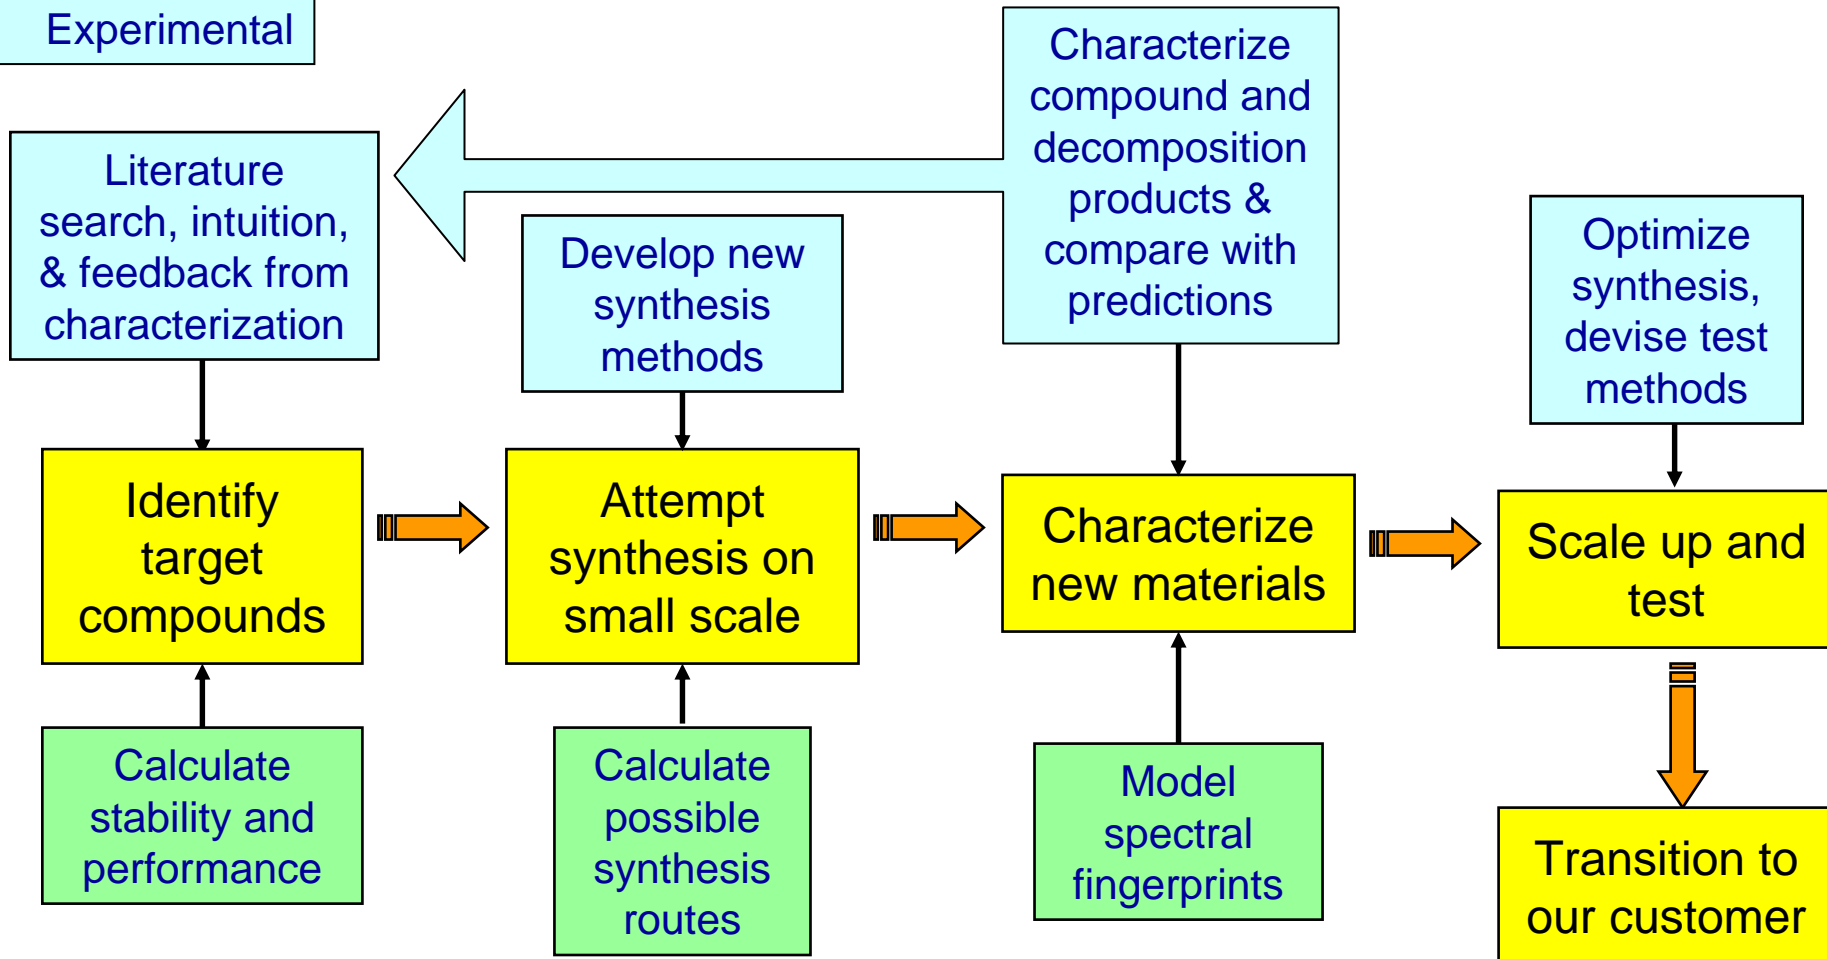 Experimental
Characterize
compound and
decomposition
products &
compare with
predictions
Literature
search, intuition,
& feedback from
characterization
Develop new
synthesis
methods
Optimize
synthesis,
devise test
methods
Identify
target
compounds
Attempt
synthesis on
small scale
Characterize
new materials
Scale up and
test
Calculate
stability and
performance
Calculate
possible
synthesis
routes
Model
spectral
fingerprints
Transition to
our customer